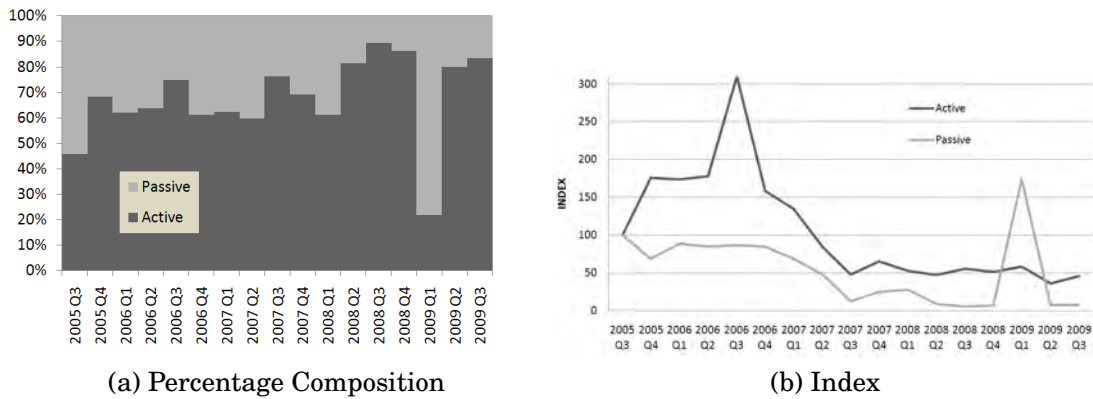 100%
90%
80%
70%
60%
50%
40%
30%
20%
10%
0%
Passive
Active
2005 Q3
2005 Q4
2006 Q1
2006 Q2
2006 Q3
2006 Q4
2007 Q1
2007 Q2
2007 Q3
2007 Q4
2008 Q1
2008 Q2
2008 Q3
2008 Q4
2009 Q1
2009 Q2
2009 Q3
(a) Percentage Composition
INDEX
300
250
200
150
100
50
0
Active
Passive
2005 2005 2006 2006 2006 2006 2007 2007 2007 2007 2008 2008 2008 2008 2009 2009 2009
Q3 Q4 Q1 Q2 Q3 Q4 Q1 Q2 Q3 Q4 Q1 Q2 Q3 Q4 Q1 Q2 Q3
(b) Index